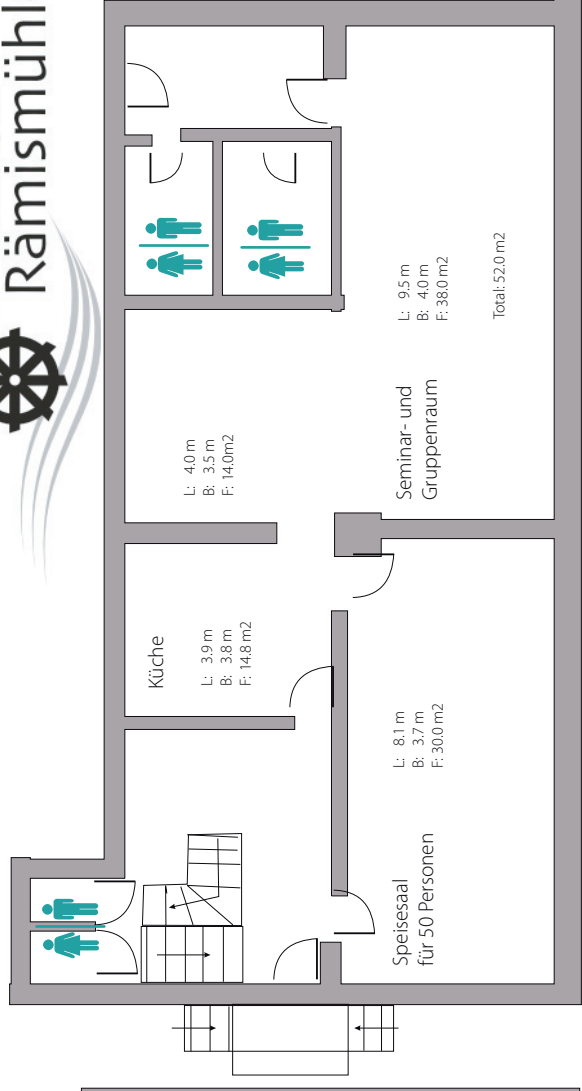 Rämismühl
L: 4.0 m
B: 3.5 m
F: 14.0m2
L: 9.5 m
B: 4.0 m
F: 38.0 m2
Total: 52.0 m2
Seminar- und
Gruppenraum
Küche
L: 3.9 m
B: 3.8 m
F: 14.8 m2
L: 8.1 m
B: 3.7 m
F: 30.0 m2
Speisesaal
für 50 Personen